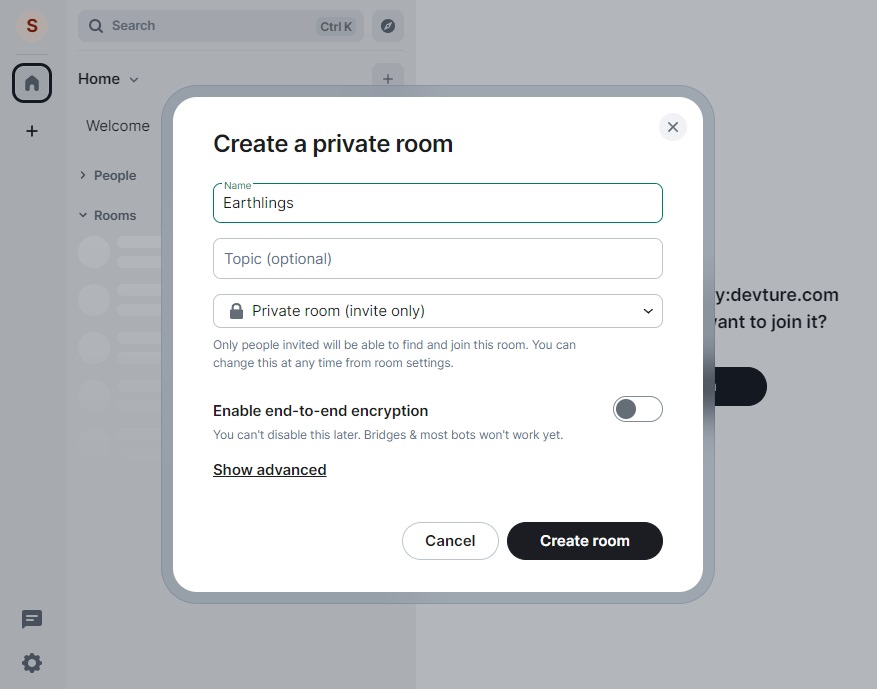 S
Search
Ctrl K
Home
Welcome
People
Rooms
Create a private room
Name
Earthlings
Topic (optional)
Private room (invite only)
Only people invited will be able to find and join this room. You can
change this at any time from room settings.
Enable end-to-end encryption
You can't disable this later. Bridges & most bots won't work yet.
Show advanced
Cancel
Create room
y:devture.com
want to join it?